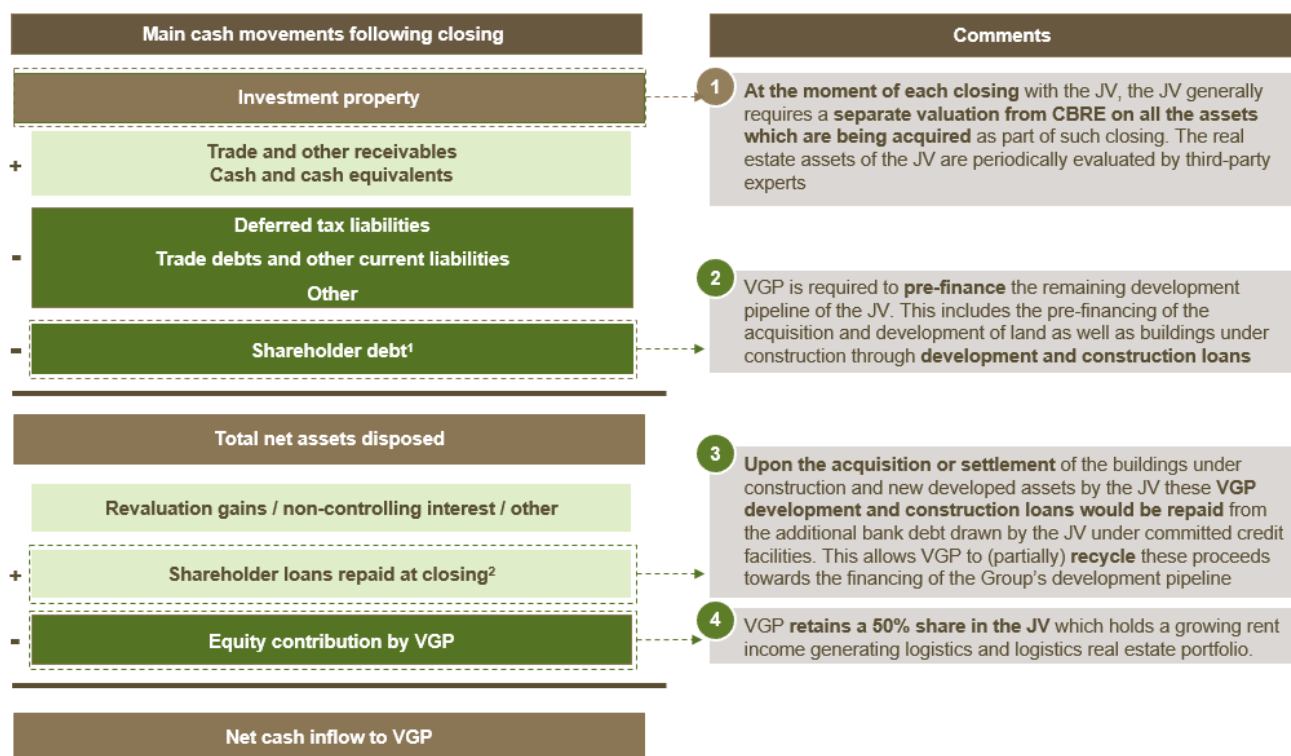 Main cash movements following closing
Comments
Investment property
+
Trade and other receivables
Cash and cash equivalents
-
Deferred tax liabilities
Trade debts and other current liabilities
Other
-
Shareholder debt¹
Total net assets disposed
Revaluation gains / non-controlling interest / other
+
Shareholder loans repaid at closing²
-
Equity contribution by VGP
Net cash inflow to VGP
1
At the moment of each closing with the JV, the JV generally
requires a separate valuation from CBRE on all the assets
which are being acquired as part of such closing. The real
estate assets of the JV are periodically evaluated by third-party
experts
2
VGP is required to pre-finance the remaining development
pipeline of the JV. This includes the pre-financing of the
acquisition and development of land as well as buildings under
construction through development and construction loans
3
Upon the acquisition or settlement of the buildings under
construction and new developed assets by the JV these VGP
development and construction loans would be repaid from
the additional bank debt drawn by the JV under committed credit
facilities. This allows VGP to (partially) recycle these proceeds
towards the financing of the Group's development pipeline
4
VGP retains a 50% share in the JV which holds a growing rent
income generating logistics and logistics real estate portfolio.